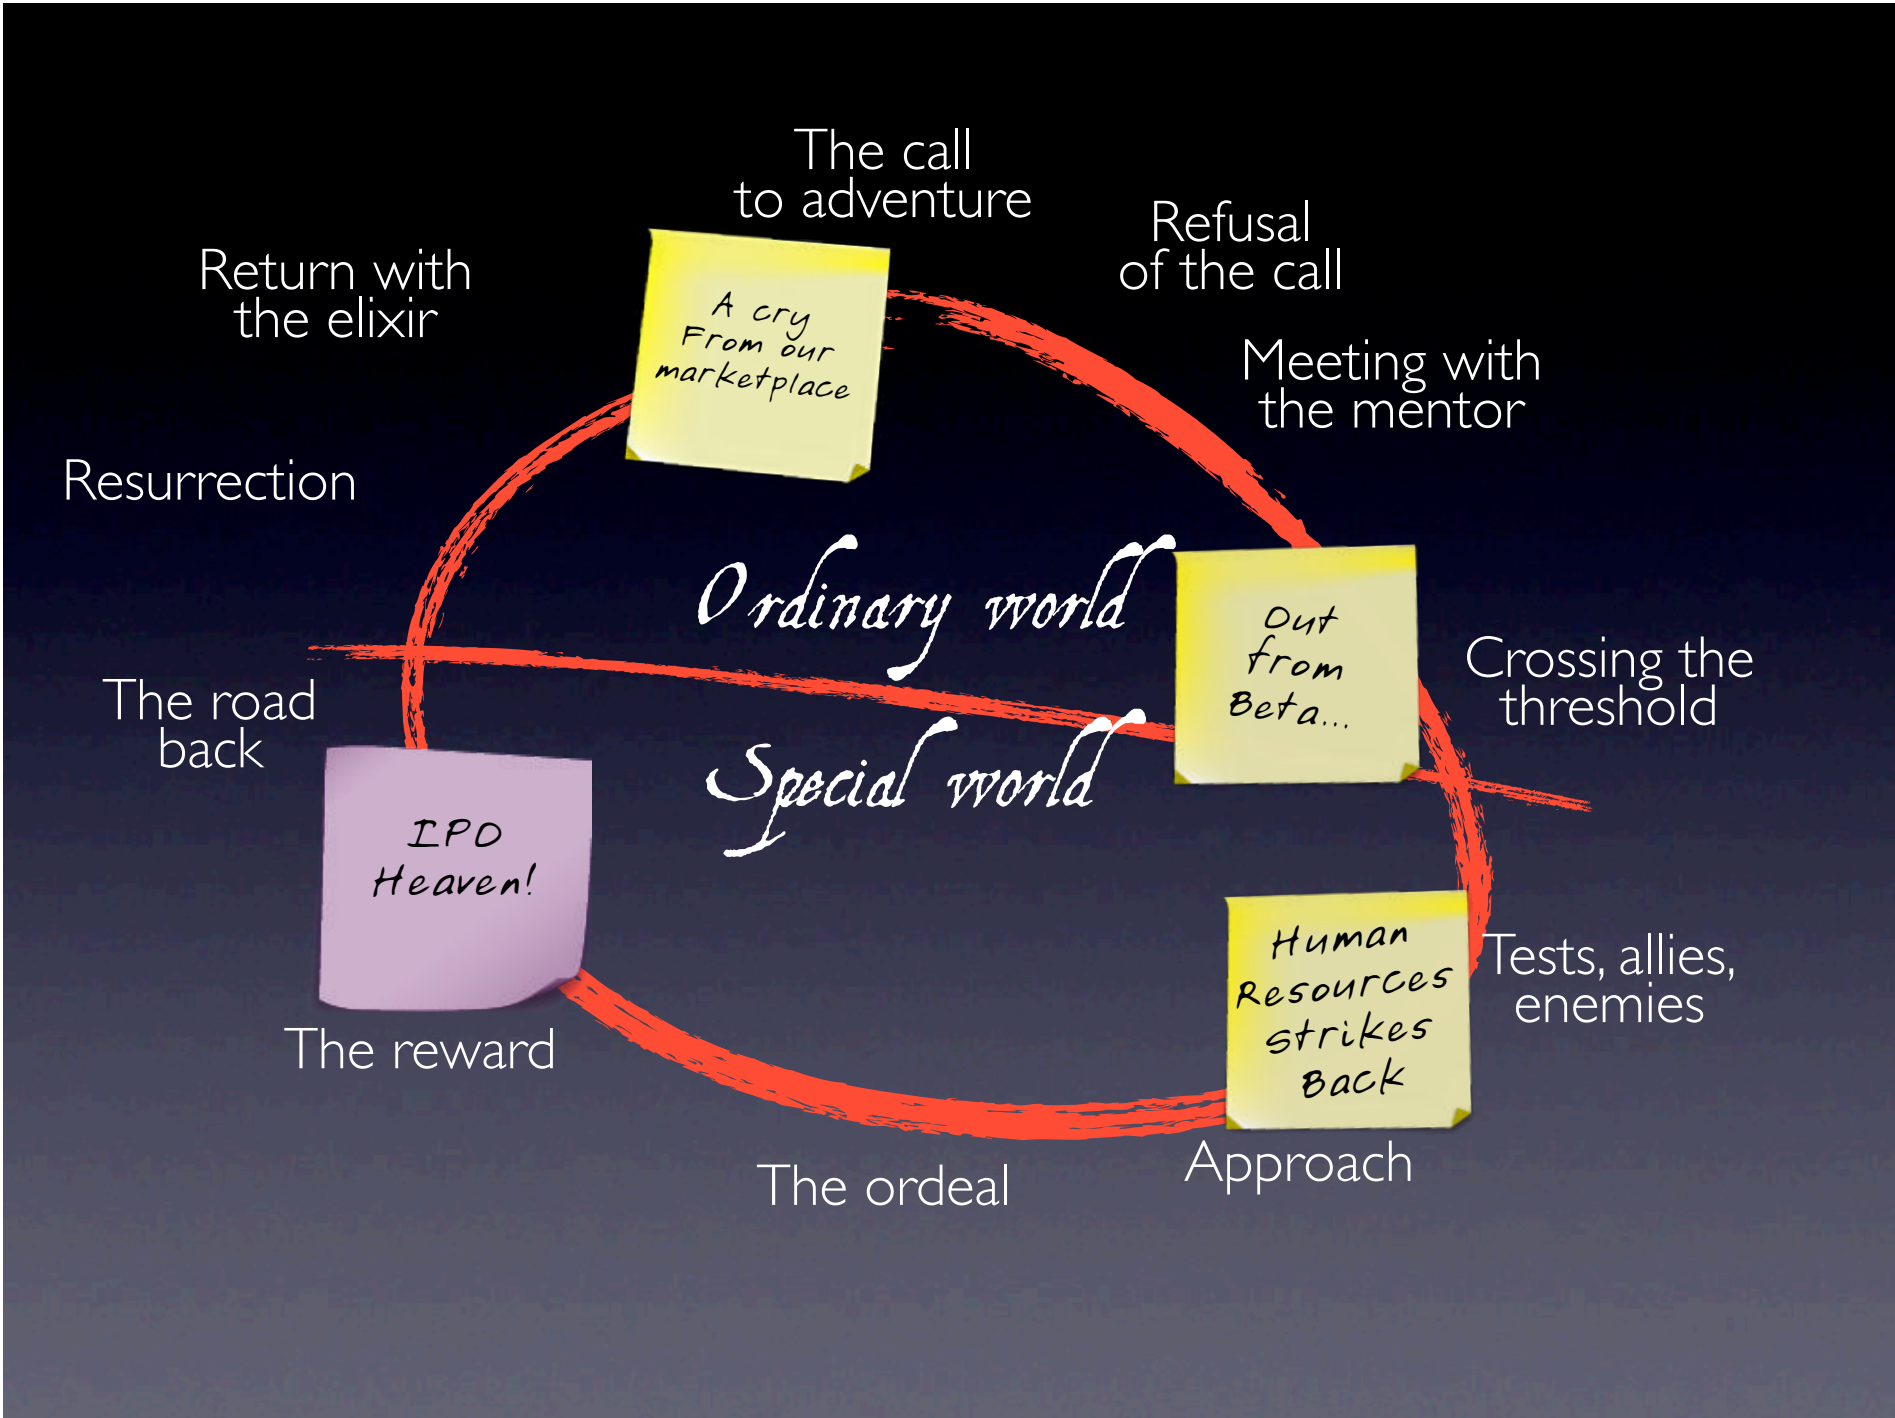 The call
to adventure
Refusal
of the call
Return with
the elixir
A cry
From our
marketplace
Meeting with
the mentor
Resurrection
Ordinary world
Out
from
Beta...
Crossing the
threshold
The road
back
Special world
IPO
Heaven!
Human
Resources
strikes
Back
Tests, allies,
enemies
The reward
Approach
The ordeal